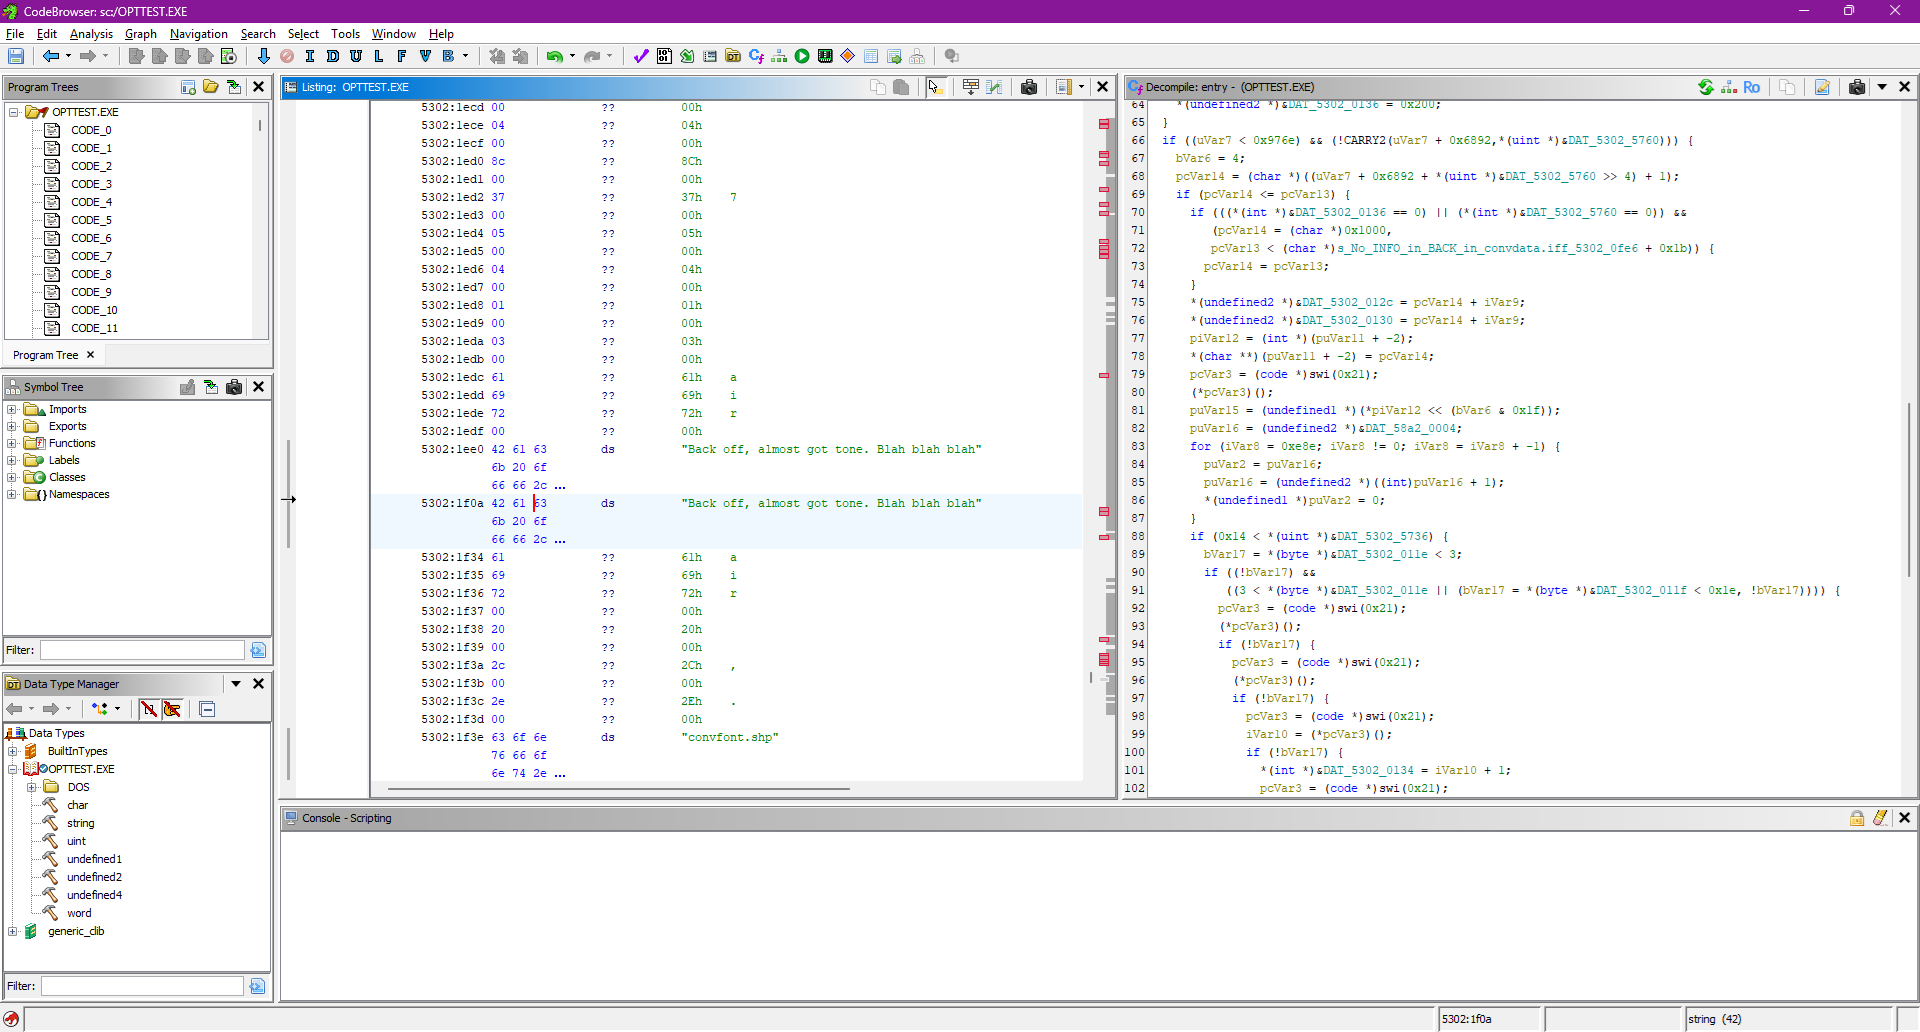 CodeBrowser: sc:/OPTTEST.EXE
File Edit Analysis Graph Navigation Search Select Tools Window Help
I D U L F V B
Program Trees
OPTTEST.EXE
CODE_0
CODE_1
CODE_2
CODE_3
CODE_4
CODE_5
CODE_6
CODE_7
CODE_8
CODE_9
CODE_10
CODE_11
Program Tree
Symbol Tree
Imports
Exports
Functions
Labels
Classes
Namespaces
Filter:
Data Type Manager
Data Types
BuiltInTypes
OPTTEST.EXE
DOS
char
string
uint
undefined1
undefined2
undefined4
word
generic_clib
Filter:
Listing: OPTTEST.EXE
5302:1ecd 00 ?? 00h
5302:1ece 04 ?? 04h
5302:1ecf 00 ?? 00h
5302:1ed0 8c ?? 8Ch
5302:1ed1 00 ?? 00h
5302:1ed2 37 ?? 37h 7
5302:1ed3 00 ?? 00h
5302:1ed4 05 ?? 05h
5302:1ed5 00 ?? 00h
5302:1ed6 04 ?? 04h
5302:1ed7 00 ?? 00h
5302:1ed8 01 ?? 01h
5302:1ed9 00 ?? 00h
5302:1eda 03 ?? 03h
5302:1edb 00 ?? 00h
5302:1edc 61 ?? 61h a
5302:1edd 69 ?? 69h i
5302:1ede 72 ?? 72h r
5302:1edf 00 ?? 00h
5302:1ee0 42 61 63 ds "Back off, almost got tone. Blah blah blah"
6b 20 6f
66 66 2c ...
5302:1f0a 42 61 63 ds "Back off, almost got tone. Blah blah blah"
6b 20 6f
66 66 2c ...
5302:1f34 61 ?? 61h a
5302:1f35 69 ?? 69h i
5302:1f36 72 ?? 72h r
5302:1f37 00 ?? 00h
5302:1f38 20 ?? 20h
5302:1f39 00 ?? 00h
5302:1f3a 2c ?? 2Ch ,
5302:1f3b 00 ?? 00h
5302:1f3c 2e ?? 2Eh .
5302:1f3d 00 ?? 00h
5302:1f3e 63 6f 6e ds "convfont.shp"
76 66 6f
6e 74 2e ...
Decompile: entry - (OPTTEST.EXE)
Ro
64 *(undefined2 *)&DAT_5302_0136 = 0x200;
65 }
66 if ((uVar7 < 0x976e) && (!CARRY2(uVar7 + 0x6892,*(uint *)&DAT_5302_5760))) {
67 bVar6 = 4;
68 pcVar14 = (char *)((uVar7 + 0x6892 + *(uint *)&DAT_5302_5760 >> 4) + 1);
69 if (pcVar14 <= pcVar13) {
70 if (((*(int *)&DAT_5302_0136 == 0) || (*(int *)&DAT_5302_5760 == 0)) &&
71 (pcVar14 = (char *)0x1000,
72 pcVar13 < (char *)s_No_INFO_in_BACK_in_convdata.iff_5302_0fe6 + 0x1b)) {
73 pcVar14 = pcVar13;
74 }
75 *(undefined2 *)&DAT_5302_012c = pcVar14 + iVar9;
76 *(undefined2 *)&DAT_5302_0130 = pcVar14 + iVar9;
77 piVar12 = (int *)(puVar11 + -2);
78 *(char **)(puVar11 + -2) = pcVar14;
79 pcVar3 = (code *)swi(0x21);
80 (*pcVar3)();
81 puVar15 = (undefined1 *)(*piVar12 << (bVar6 & 0x1f));
82 puVar16 = (undefined2 *)&DAT_58a2_0004;
83 for (iVar8 = 0xe8e; iVar8 != 0; iVar8 = iVar8 + -1) {
84 puVar2 = puVar16;
85 puVar16 = (undefined2 *)((int)puVar16 + 1);
86 *(undefined1 *)puVar2 = 0;
87 }
88 if (0x14 < *(uint *)&DAT_5302_5736) {
89 bVar17 = *(byte *)&DAT_5302_011e < 3;
90 if ((!bVar17) &&
91 ((3 < *(byte *)&DAT_5302_011e || (bVar17 = *(byte *)&DAT_5302_011f < 0x1e, !bVar17)))) {
92 pcVar3 = (code *)swi(0x21);
93 (*pcVar3)();
94 if (!bVar17) {
95 pcVar3 = (code *)swi(0x21);
96 (*pcVar3)();
97 if (!bVar17) {
98 pcVar3 = (code *)swi(0x21);
99 iVar10 = (*pcVar3)();
100 if (!bVar17) {
101 *(int *)&DAT_5302_0134 = iVar10 + 1;
102 pcVar3 = (code *)swi(0x21);
Console - Scripting
5302:1f0a
string (42)